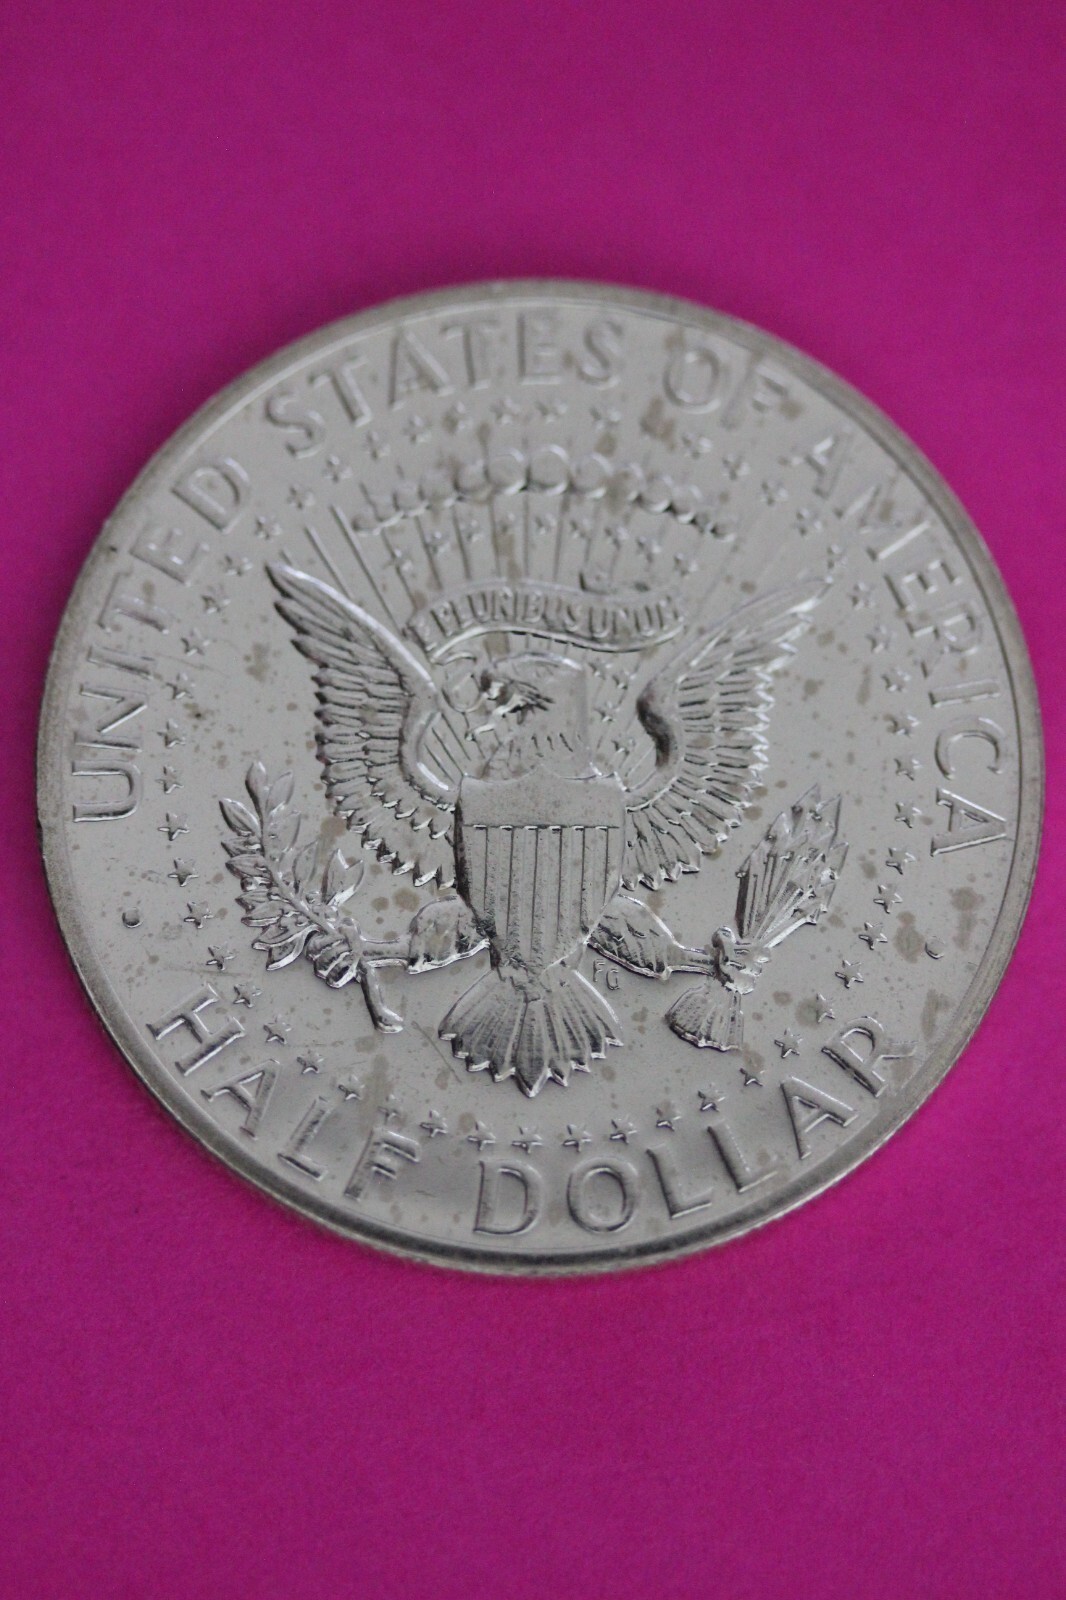 UNITED STATES OF AMERICA
E PLURIBUS UNUM
FG
HALF DOLLAR